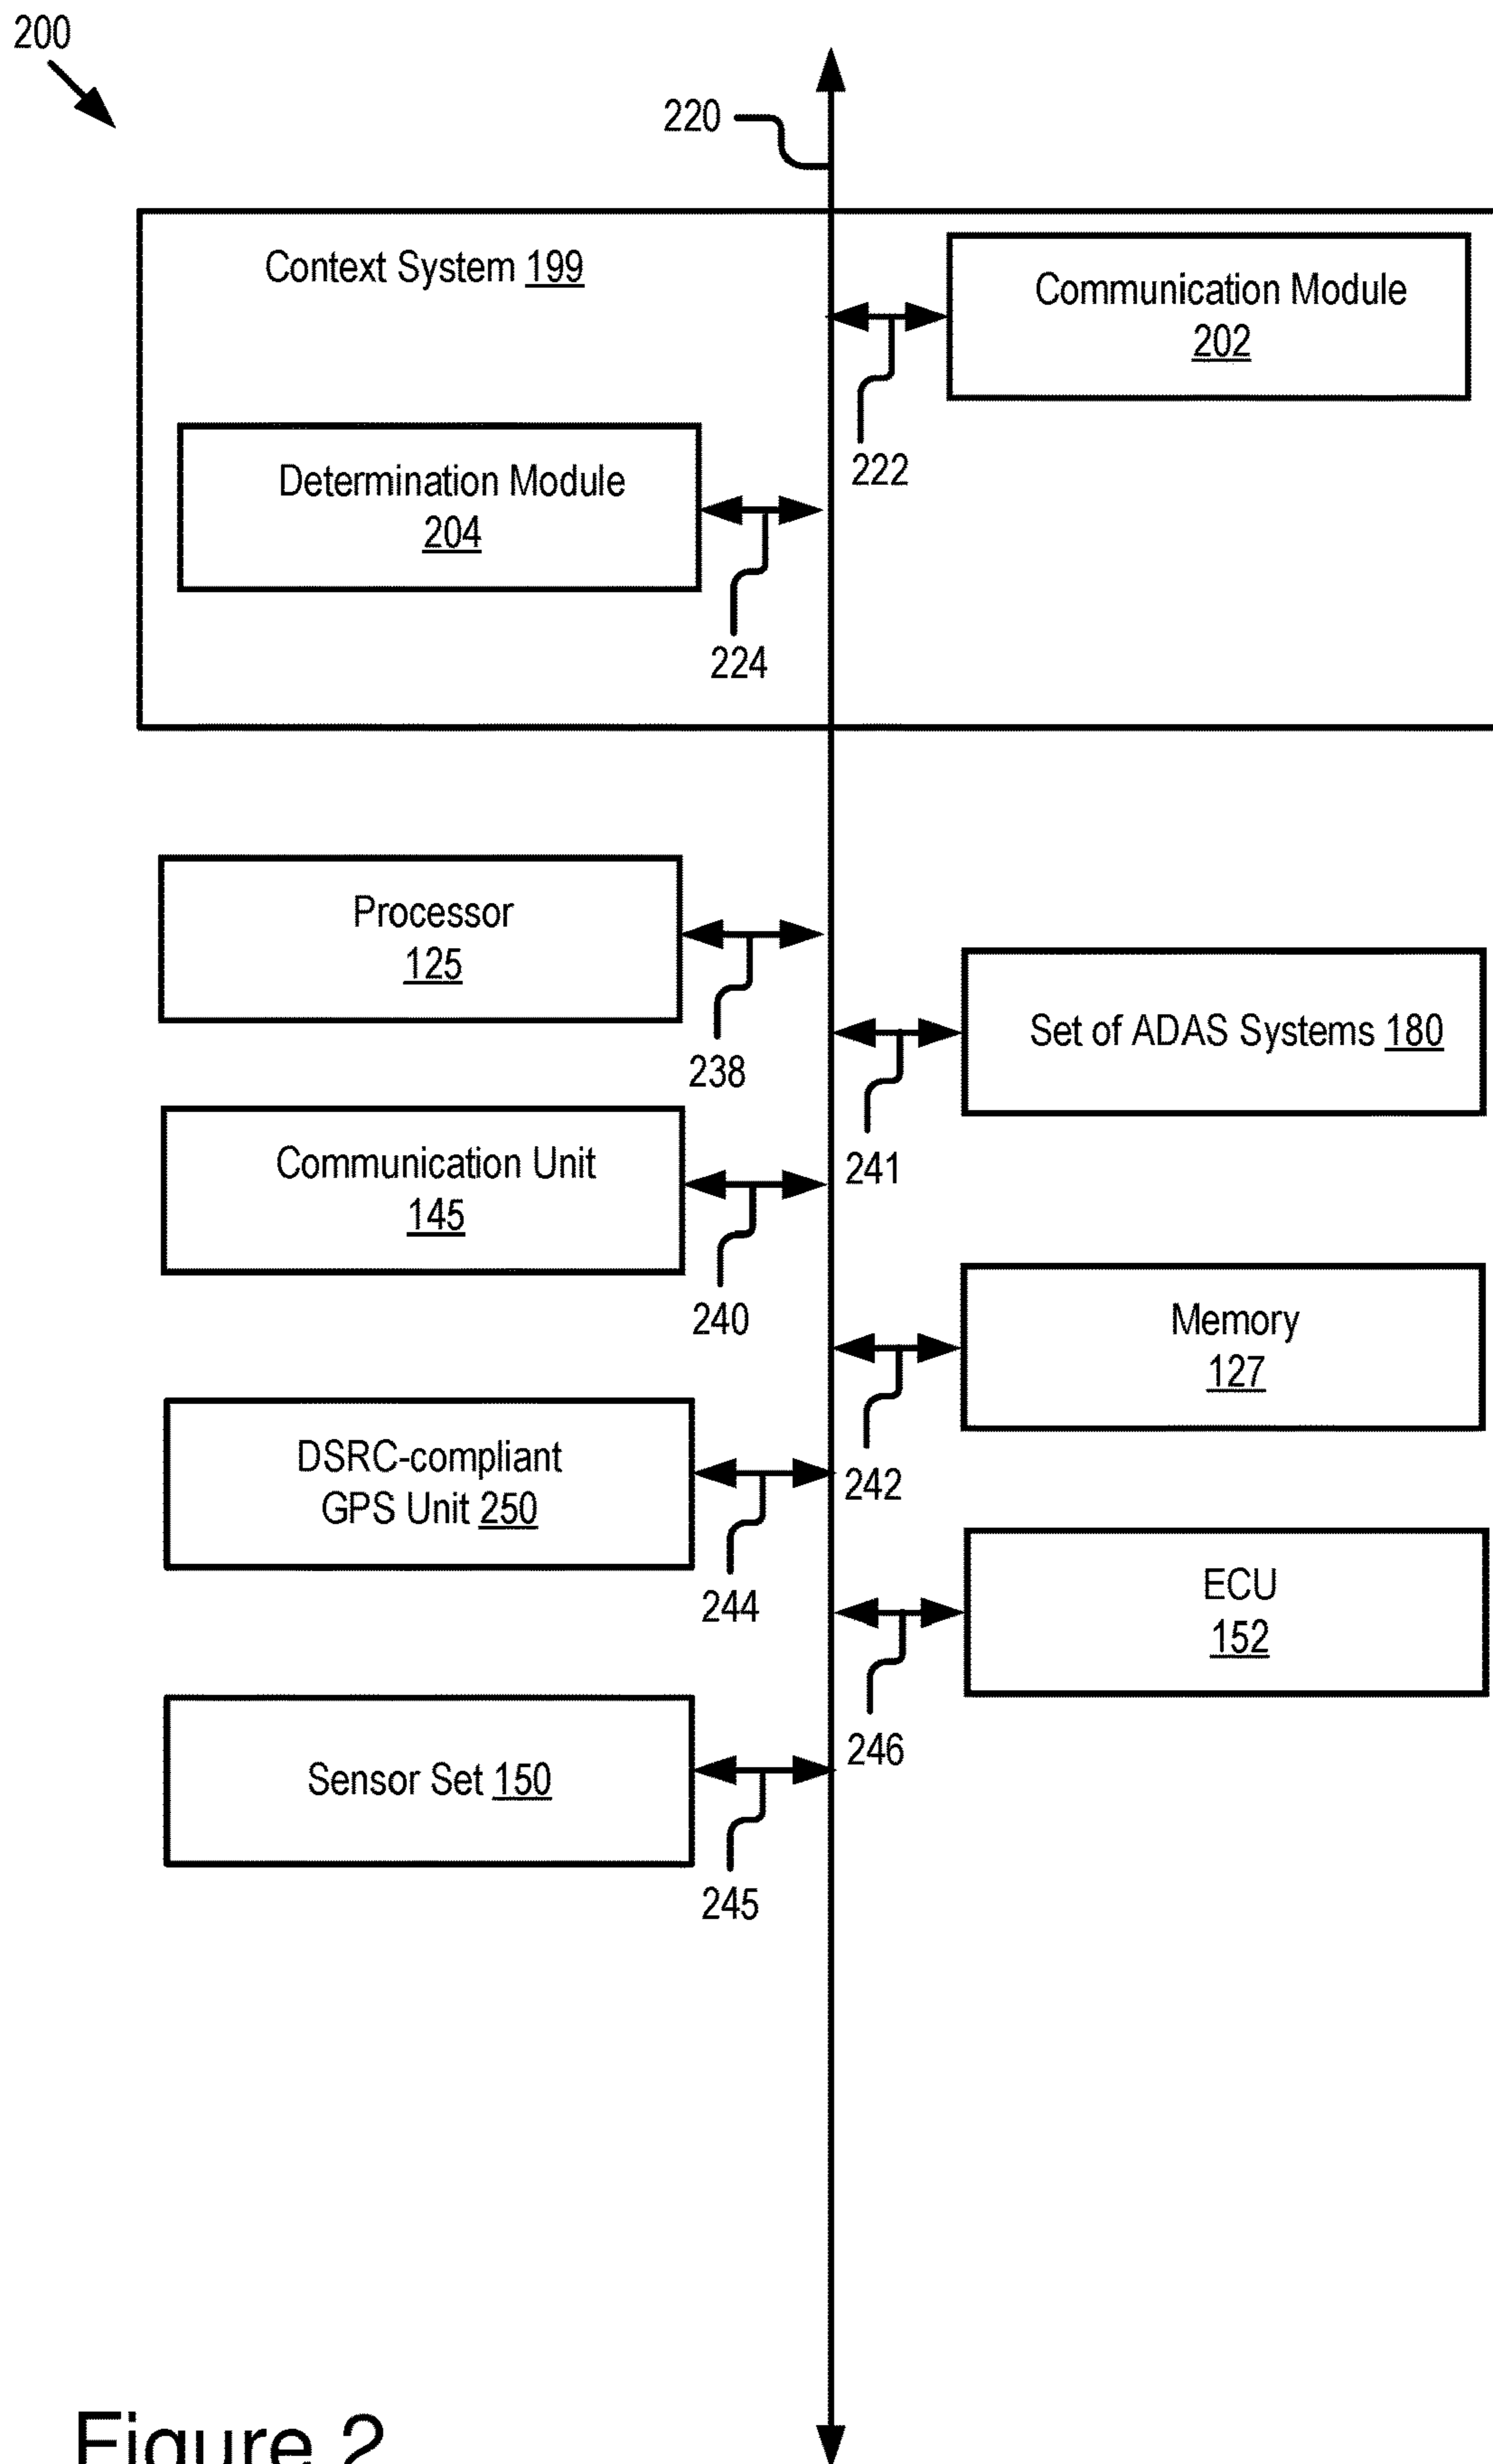 200
220
Context System 199
Communication Module
202
222
Determination Module
204
224
Processor
125
238
Set of ADAS Systems 180
241
Communication Unit
145
240
Memory
127
242
DSRC-compliant
GPS Unit 250
244
ECU
152
246
Sensor Set 150
245
Figure 2